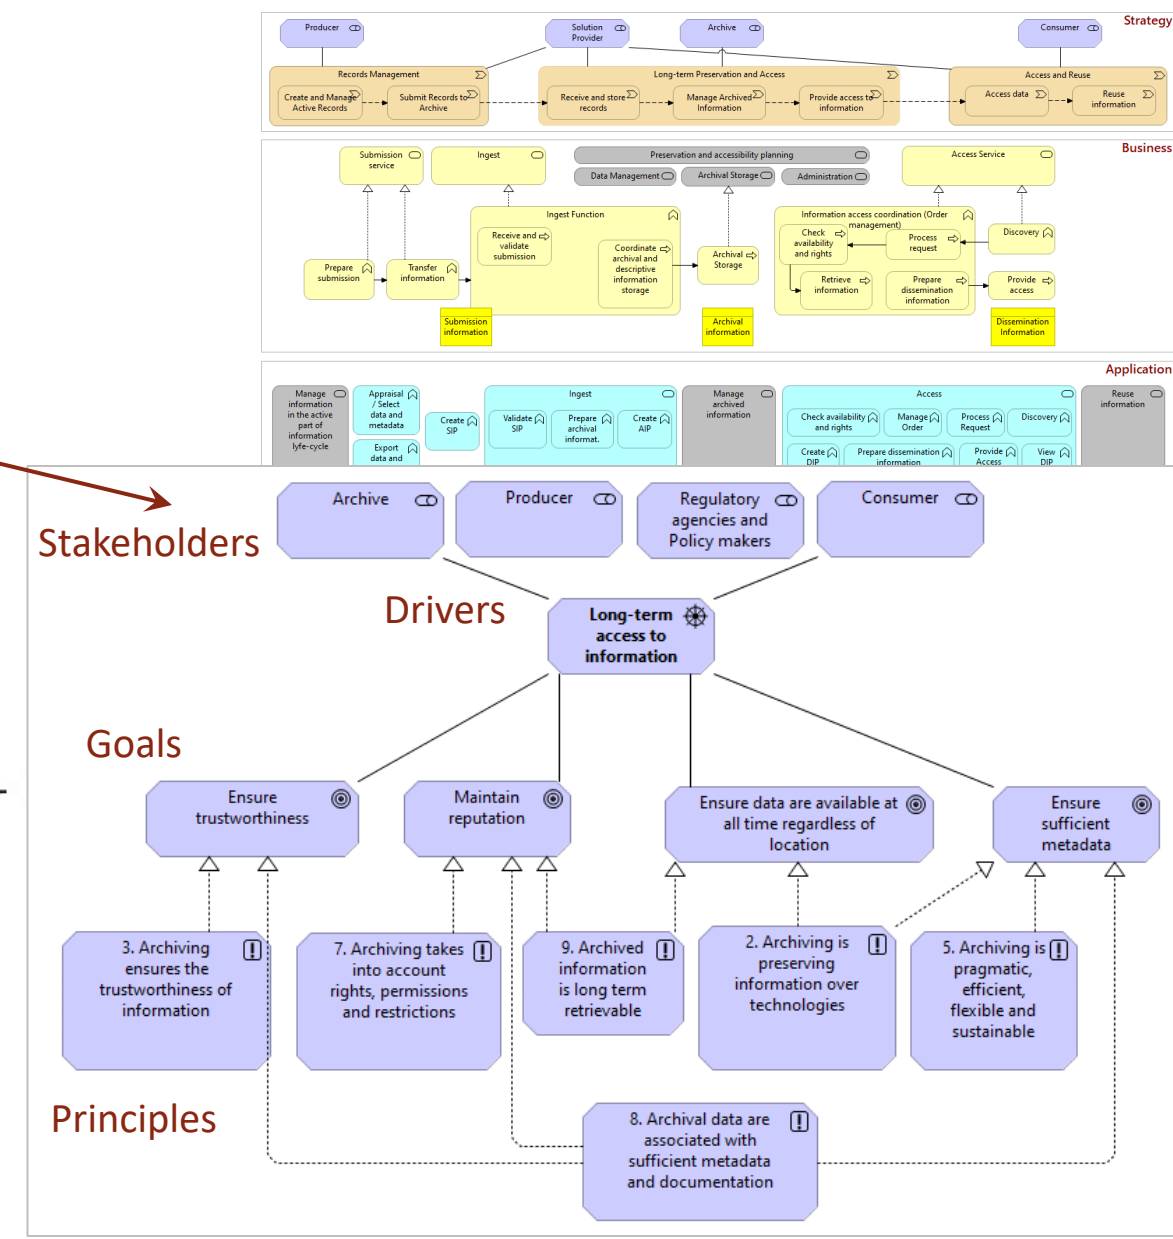 Strategy
Producer
Solution
Provider
Archive
Consumer
Records Management
Create and Manage
Active Records
Submit Records to
Archive
Long-term Preservation and Access
Receive and store
records
Manage Archived
Information
Provide access to
information
Access and Reuse
Access data
Reuse
information
Business
Submission
service
Ingest
Preservation and accessibility planning
Data Management
Archival Storage
Administration
Access Service
Ingest Function
Receive and
validate
submission
Coordinate
archival and
descriptive
information
storage
Archival
Storage
Information access coordination (Order
management)
Check
availability
and rights
Process
request
Discovery
Prepare
submission
Transfer
information
Retrieve
information
Prepare
dissemination
information
Provide
access
Submission
information
Archival
information
Dissemination
Information
Application
Manage
information
in the active
part of
information
lyfe-cycle
Appraisal
/ Select
data and
metadata
Export
data and
Create
SIP
Ingest
Validate
SIP
Prepare
archival
informat.
Create
AIP
Manage
archived
information
Access
Check availability
and rights
Manage
Order
Process
Request
Discovery
Create
DIP
Prepare dissemination
information
Provide
Access
View
DIP
Reuse
information
Stakeholders
Archive
Producer
Regulatory
agencies and
Policy makers
Consumer
Drivers
Long-term
access to
information
Goals
Ensure
trustworthiness
Maintain
reputation
Ensure data are available at
all time regardless of
location
Ensure
sufficient
metadata
3. Archiving
ensures the
trustworthiness of
information
7. Archiving takes
into account
rights, permissions
and restrictions
9. Archived
information
is long term
retrievable
2. Archiving is
preserving
information over
technologies
5. Archiving is
pragmatic,
efficient,
flexible and
sustainable
Principles
8. Archival data are
associated with
sufficient metadata
and documentation